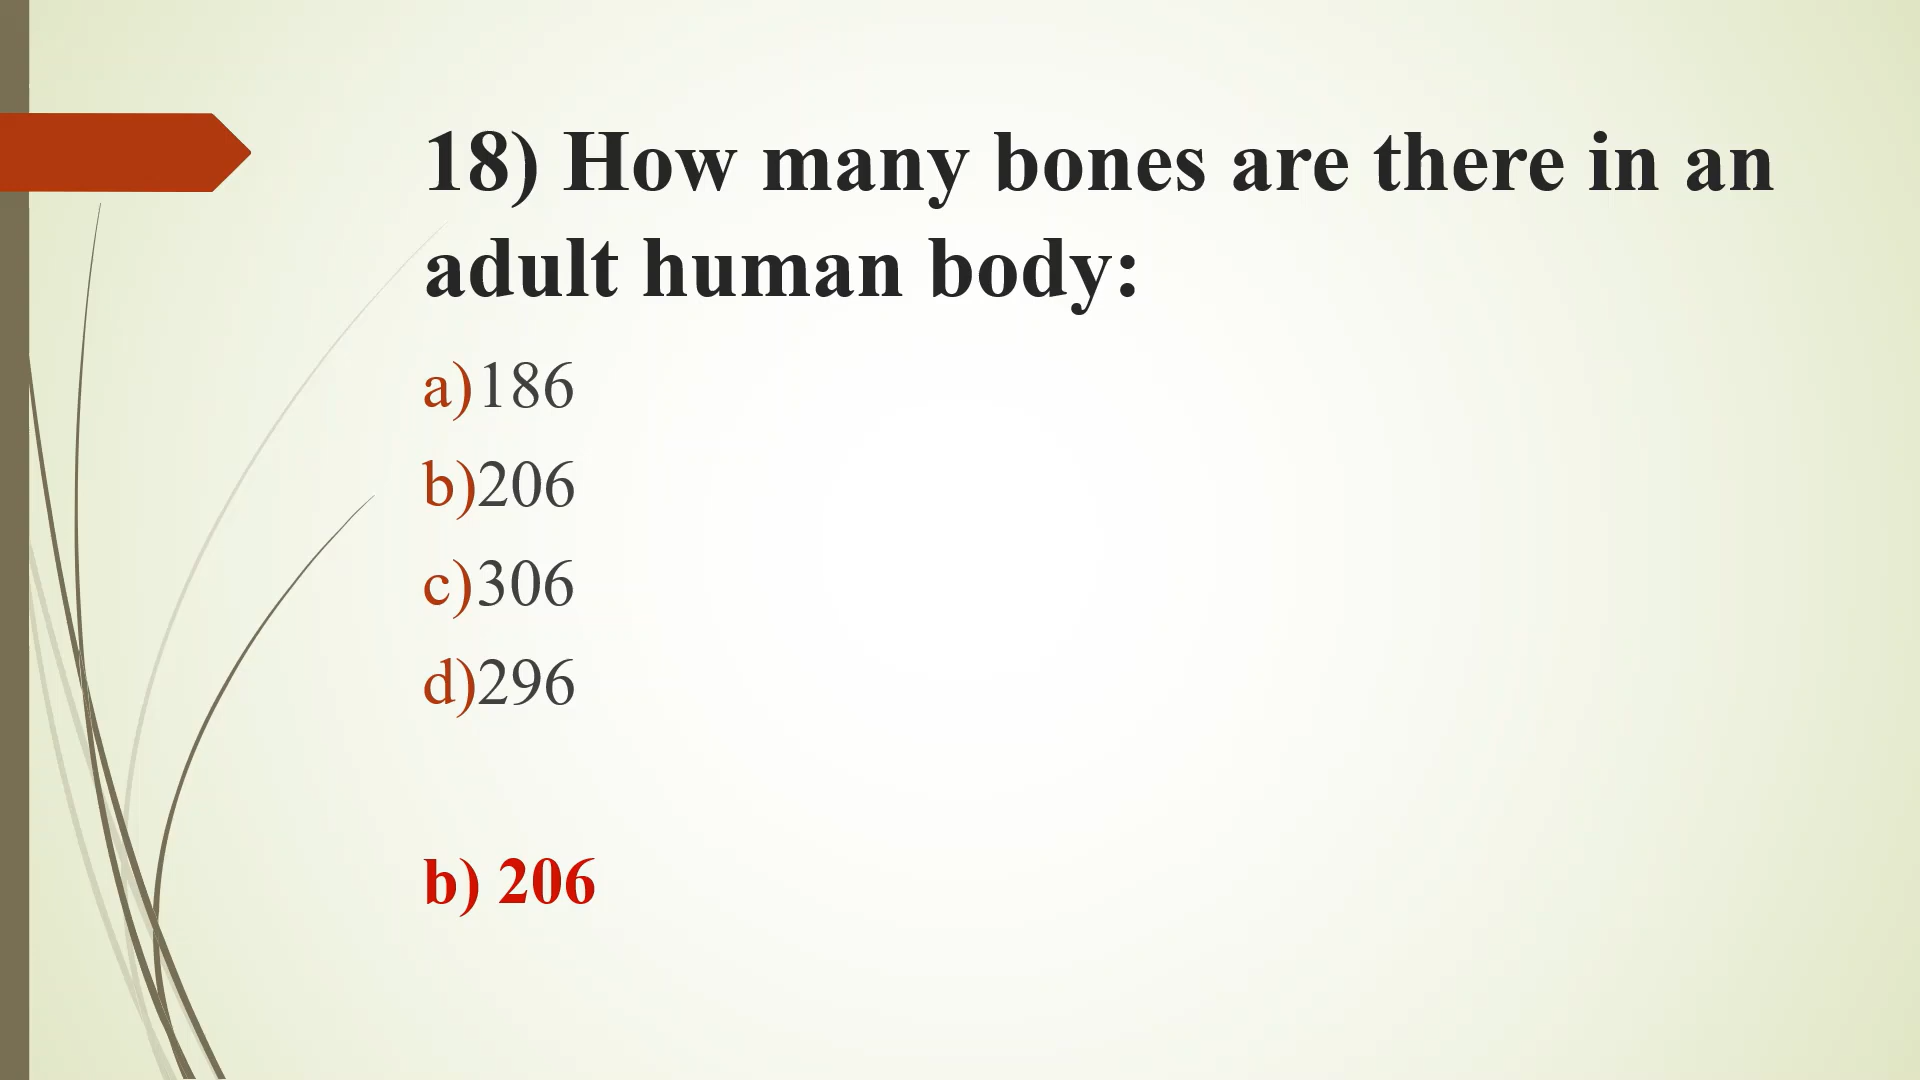 18) How many bones are there in an
adult human body:
a)186
b)206
c)306
d)296
b) 206